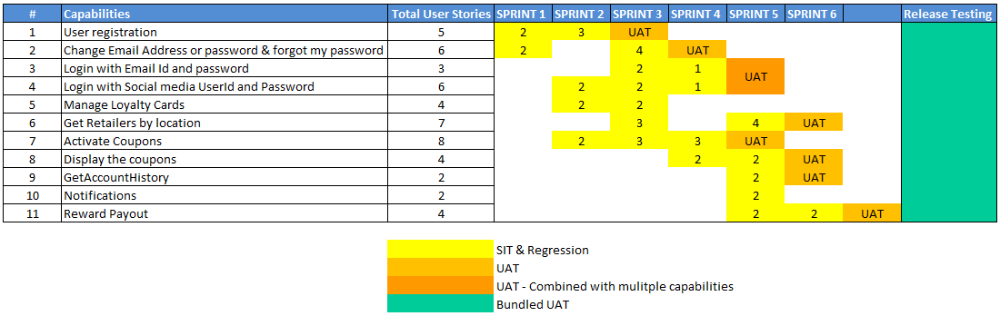 # Capabilities Total User Stories SPRINT 1 SPRINT 2 SPRINT 3 SPRINT 4 SPRINT 5 SPRINT 6 Release Testing
1 User registration 5 2 3 UAT
2 Change Email Address or password & forgot my password 6 2 4 UAT
3 Login with Email Id and password 3 2 1
UAT
4 Login with Social media UserId and Password 6 2 2 1
5 Manage Loyalty Cards 4 2 2
6 Get Retailers by location 7 3 4 UAT
7 Activate Coupons 8 2 3 3 UAT
8 Display the coupons 4 2 2 UAT
9 GetAccountHistory 2 2 UAT
10 Notifications 2 2
11 Reward Payout 4 2 2 UAT
SIT & Regression
UAT
UAT - Combined with mulitple capabilities
Bundled UAT